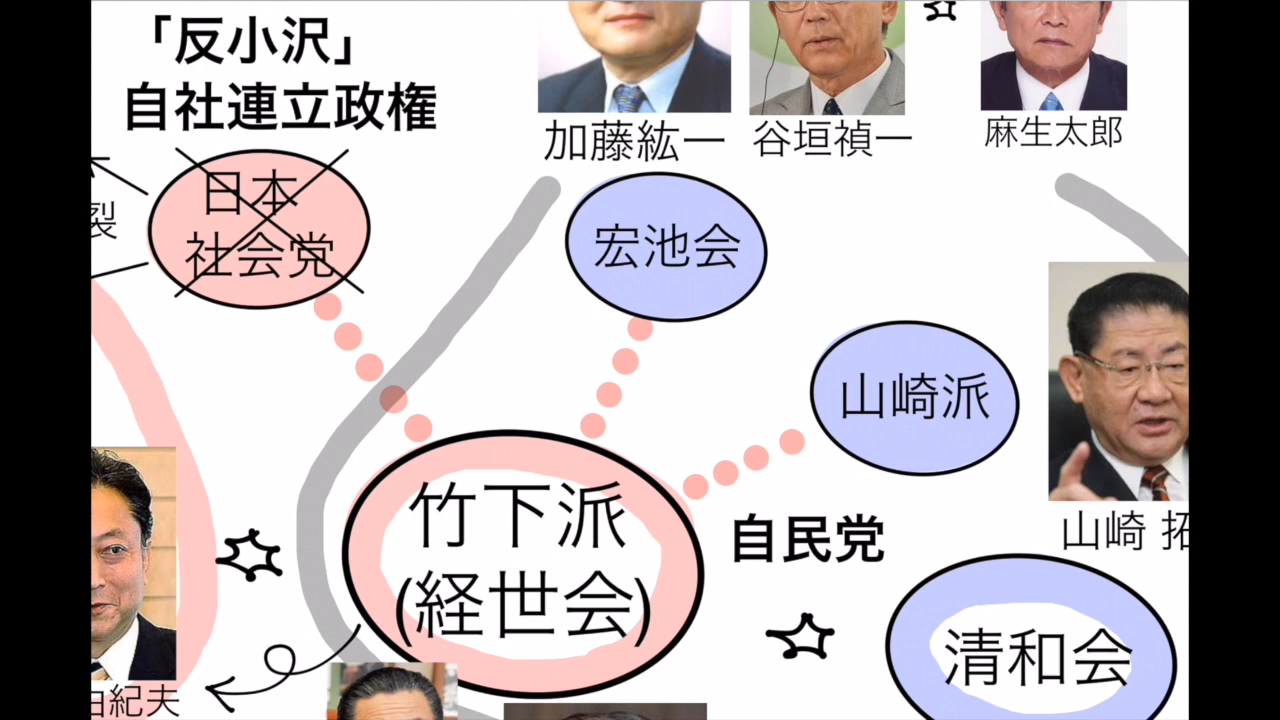 「反小沢」
自社連立政権
加藤紘一
谷垣禎一
麻生太郎
裂
日本
社会党
宏池会
山崎派
竹下派
(経世会)
自民党
山崎 拓
清和会
由紀夫